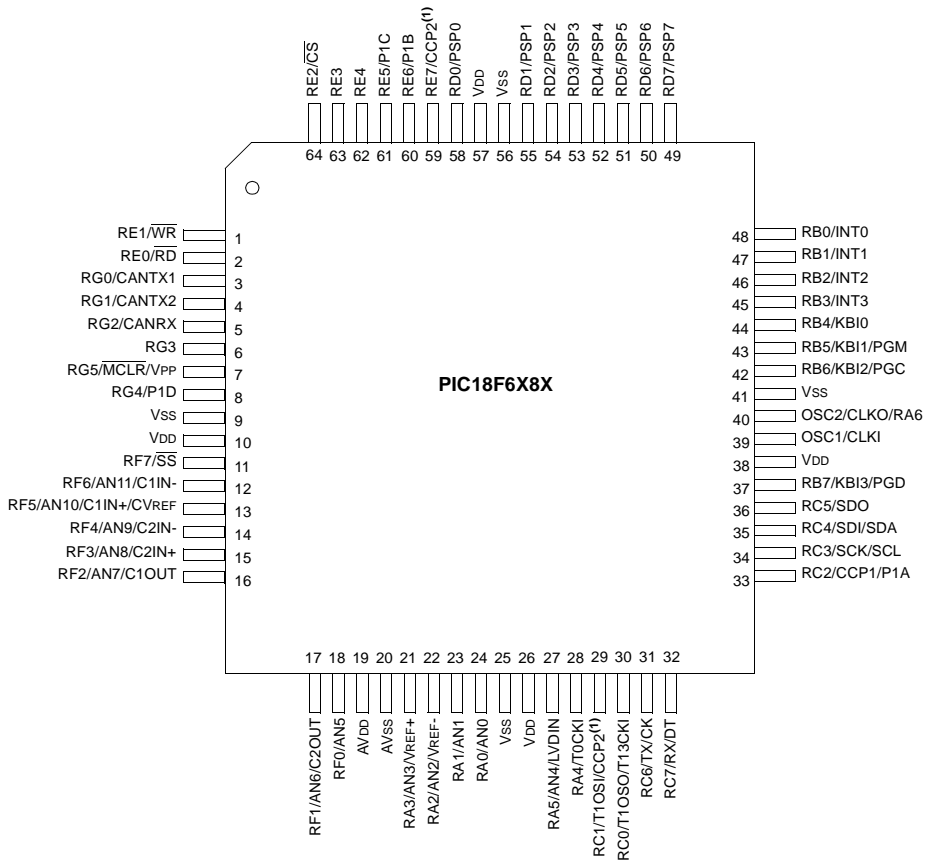 RE2/C̅S̅
RE3
RE4
RE5/P1C
RE6/P1B
RE7/CCP2(1)
RD0/PSP0
VDD
VSS
RD1/PSP1
RD2/PSP2
RD3/PSP3
RD4/PSP4
RD5/PSP5
RD6/PSP6
RD7/PSP7
64 63 62 61 60 59 58 57 56 55 54 53 52 51 50 49
RE1/W̅R̅ 1
RE0/R̅D̅ 2
RG0/CANTX1 3
RG1/CANTX2 4
RG2/CANRX 5
RG3 6
RG5/M̅C̅L̅R̅/VPP 7
RG4/P1D 8
VSS 9
VDD 10
RF7/S̅S̅ 11
RF6/AN11/C1IN- 12
RF5/AN10/C1IN+/CVREF 13
RF4/AN9/C2IN- 14
RF3/AN8/C2IN+ 15
RF2/AN7/C1OUT 16
PIC18F6X8X
48 RB0/INT0
47 RB1/INT1
46 RB2/INT2
45 RB3/INT3
44 RB4/KBI0
43 RB5/KBI1/PGM
42 RB6/KBI2/PGC
41 VSS
40 OSC2/CLKO/RA6
39 OSC1/CLKI
38 VDD
37 RB7/KBI3/PGD
36 RC5/SDO
35 RC4/SDI/SDA
34 RC3/SCK/SCL
33 RC2/CCP1/P1A
17 18 19 20 21 22 23 24 25 26 27 28 29 30 31 32
RF1/AN6/C2OUT
RF0/AN5
AVDD
AVSS
RA3/AN3/VREF+
RA2/AN2/VREF-
RA1/AN1
RA0/AN0
VSS
VDD
RA5/AN4/LVDIN
RA4/T0CKI
RC1/T1OSI/CCP2(1)
RC0/T1OSO/T13CKI
RC6/TX/CK
RC7/RX/DT